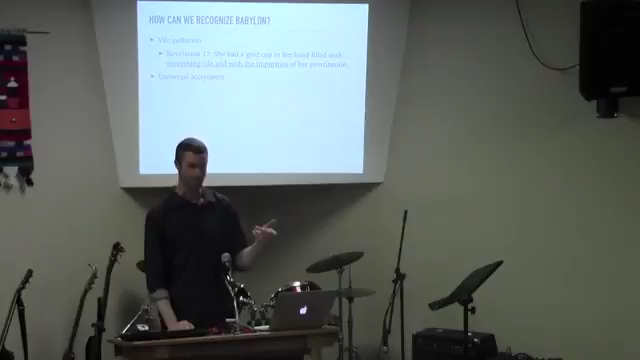 HOW CAN WE RECOGNIZE BABYLON?
Vile pollution
Revelation 17: She had a gold cup in her hand filled with
everything vile and with the impurities of her prostitution.
Universal acceptance